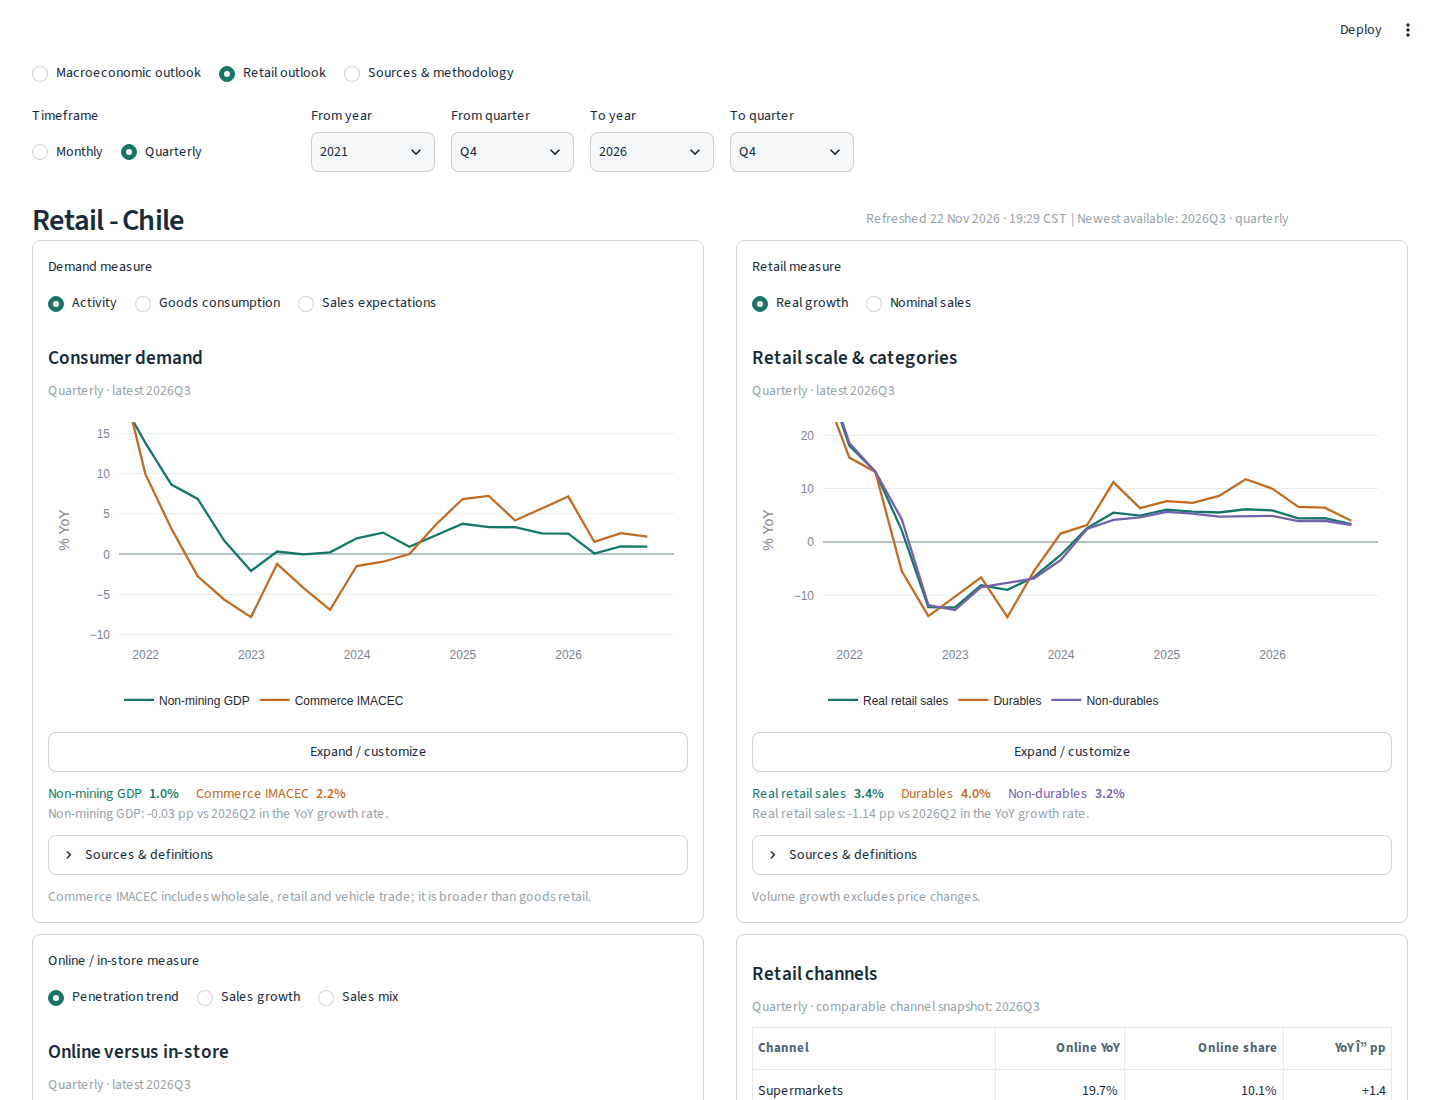 Deploy
Macroeconomic outlook Retail outlook Sources & methodology
Timeframe From year From quarter To year To quarter
Monthly Quarterly 2021 Q4 2026 Q4
Retail - Chile
Refreshed 22 Nov 2026 · 19:29 CST | Newest available: 2026Q3 · quarterly
Demand measure
Activity Goods consumption Sales expectations
Consumer demand
Quarterly · latest 2026Q3
% YoY
15
10
5
0
−5
−10
2022 2023 2024 2025 2026
Non-mining GDP Commerce IMACEC
Expand / customize
Non-mining GDP 1.0% Commerce IMACEC 2.2%
Non-mining GDP: -0.03 pp vs 2026Q2 in the YoY growth rate.
Sources & definitions
Commerce IMACEC includes wholesale, retail and vehicle trade; it is broader than goods retail.
Retail measure
Real growth Nominal sales
Retail scale & categories
Quarterly · latest 2026Q3
% YoY
20
10
0
−10
2022 2023 2024 2025 2026
Real retail sales Durables Non-durables
Expand / customize
Real retail sales 3.4% Durables 4.0% Non-durables 3.2%
Real retail sales: -1.14 pp vs 2026Q2 in the YoY growth rate.
Sources & definitions
Volume growth excludes price changes.
Online / in-store measure
Penetration trend Sales growth Sales mix
Online versus in-store
Quarterly · latest 2026Q3
Retail channels
Quarterly · comparable channel snapshot: 2026Q3
Channel Online YoY Online share YoY Î” pp
Supermarkets 19.7% 10.1% +1.4